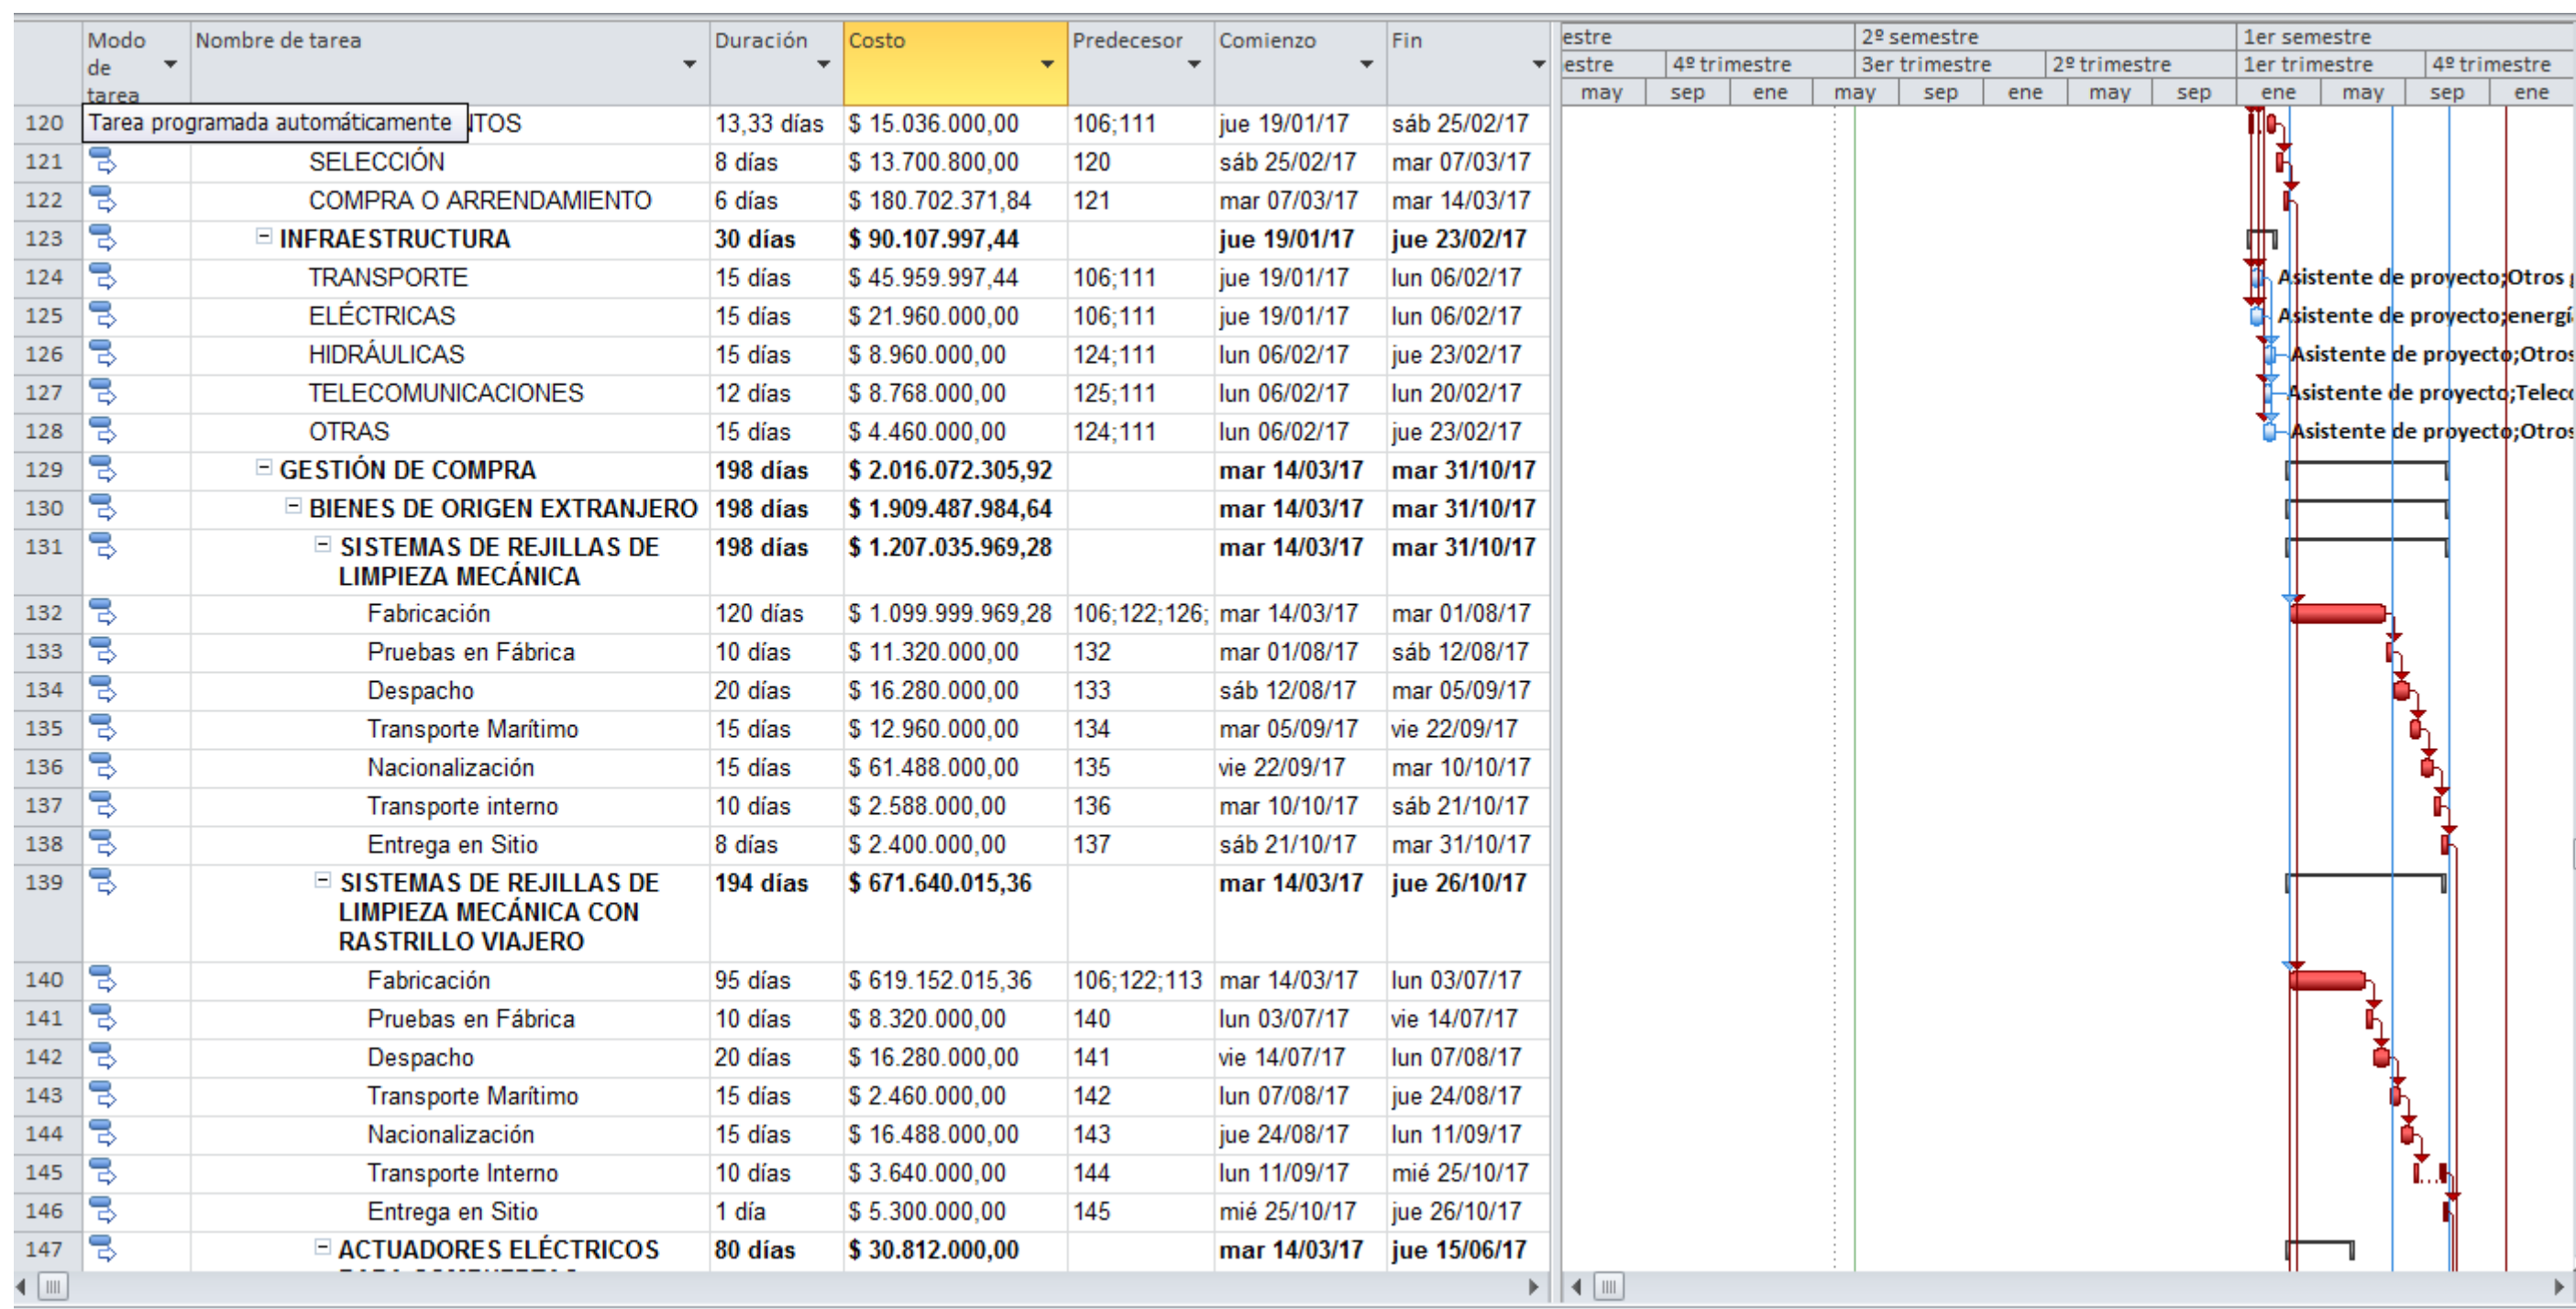 Modo de tarea Nombre de tarea Duración Costo Predecesor Comienzo Fin
estre 2º semestre 1er semestre
estre 4º trimestre 3er trimestre 2º trimestre 1er trimestre 4º trimestre
may sep ene may sep ene may sep ene may sep ene
120 Tarea programada automáticamente NTOS 13,33 días $ 15.036.000,00 106;111 jue 19/01/17 sáb 25/02/17
121 SELECCIÓN 8 días $ 13.700.800,00 120 sáb 25/02/17 mar 07/03/17
122 COMPRA O ARRENDAMIENTO 6 días $ 180.702.371,84 121 mar 07/03/17 mar 14/03/17
123 INFRAESTRUCTURA 30 días $ 90.107.997,44 jue 19/01/17 jue 23/02/17
124 TRANSPORTE 15 días $ 45.959.997,44 106;111 jue 19/01/17 lun 06/02/17 Asistente de proyecto;Otros
125 ELÉCTRICAS 15 días $ 21.960.000,00 106;111 jue 19/01/17 lun 06/02/17 Asistente de proyecto;energí
126 HIDRÁULICAS 15 días $ 8.960.000,00 124;111 lun 06/02/17 jue 23/02/17 Asistente de proyecto;Otros
127 TELECOMUNICACIONES 12 días $ 8.768.000,00 125;111 lun 06/02/17 lun 20/02/17 Asistente de proyecto;Teleco
128 OTRAS 15 días $ 4.460.000,00 124;111 lun 06/02/17 jue 23/02/17 Asistente de proyecto;Otros
129 GESTIÓN DE COMPRA 198 días $ 2.016.072.305,92 mar 14/03/17 mar 31/10/17
130 BIENES DE ORIGEN EXTRANJERO 198 días $ 1.909.487.984,64 mar 14/03/17 mar 31/10/17
131 SISTEMAS DE REJILLAS DE 198 días $ 1.207.035.969,28 mar 14/03/17 mar 31/10/17
LIMPIEZA MECÁNICA
132 Fabricación 120 días $ 1.099.999.969,28 106;122;126; mar 14/03/17 mar 01/08/17
133 Pruebas en Fábrica 10 días $ 11.320.000,00 132 mar 01/08/17 sáb 12/08/17
134 Despacho 20 días $ 16.280.000,00 133 sáb 12/08/17 mar 05/09/17
135 Transporte Marítimo 15 días $ 12.960.000,00 134 mar 05/09/17 vie 22/09/17
136 Nacionalización 15 días $ 61.488.000,00 135 vie 22/09/17 mar 10/10/17
137 Transporte interno 10 días $ 2.588.000,00 136 mar 10/10/17 sáb 21/10/17
138 Entrega en Sitio 8 días $ 2.400.000,00 137 sáb 21/10/17 mar 31/10/17
139 SISTEMAS DE REJILLAS DE 194 días $ 671.640.015,36 mar 14/03/17 jue 26/10/17
LIMPIEZA MECÁNICA CON
RASTRILLO VIAJERO
140 Fabricación 95 días $ 619.152.015,36 106;122;113 mar 14/03/17 lun 03/07/17
141 Pruebas en Fábrica 10 días $ 8.320.000,00 140 lun 03/07/17 vie 14/07/17
142 Despacho 20 días $ 16.280.000,00 141 vie 14/07/17 lun 07/08/17
143 Transporte Marítimo 15 días $ 2.460.000,00 142 lun 07/08/17 jue 24/08/17
144 Nacionalización 15 días $ 16.488.000,00 143 jue 24/08/17 lun 11/09/17
145 Transporte Interno 10 días $ 3.640.000,00 144 lun 11/09/17 mié 25/10/17
146 Entrega en Sitio 1 día $ 5.300.000,00 145 mié 25/10/17 jue 26/10/17
147 ACTUADORES ELÉCTRICOS 80 días $ 30.812.000,00 mar 14/03/17 jue 15/06/17